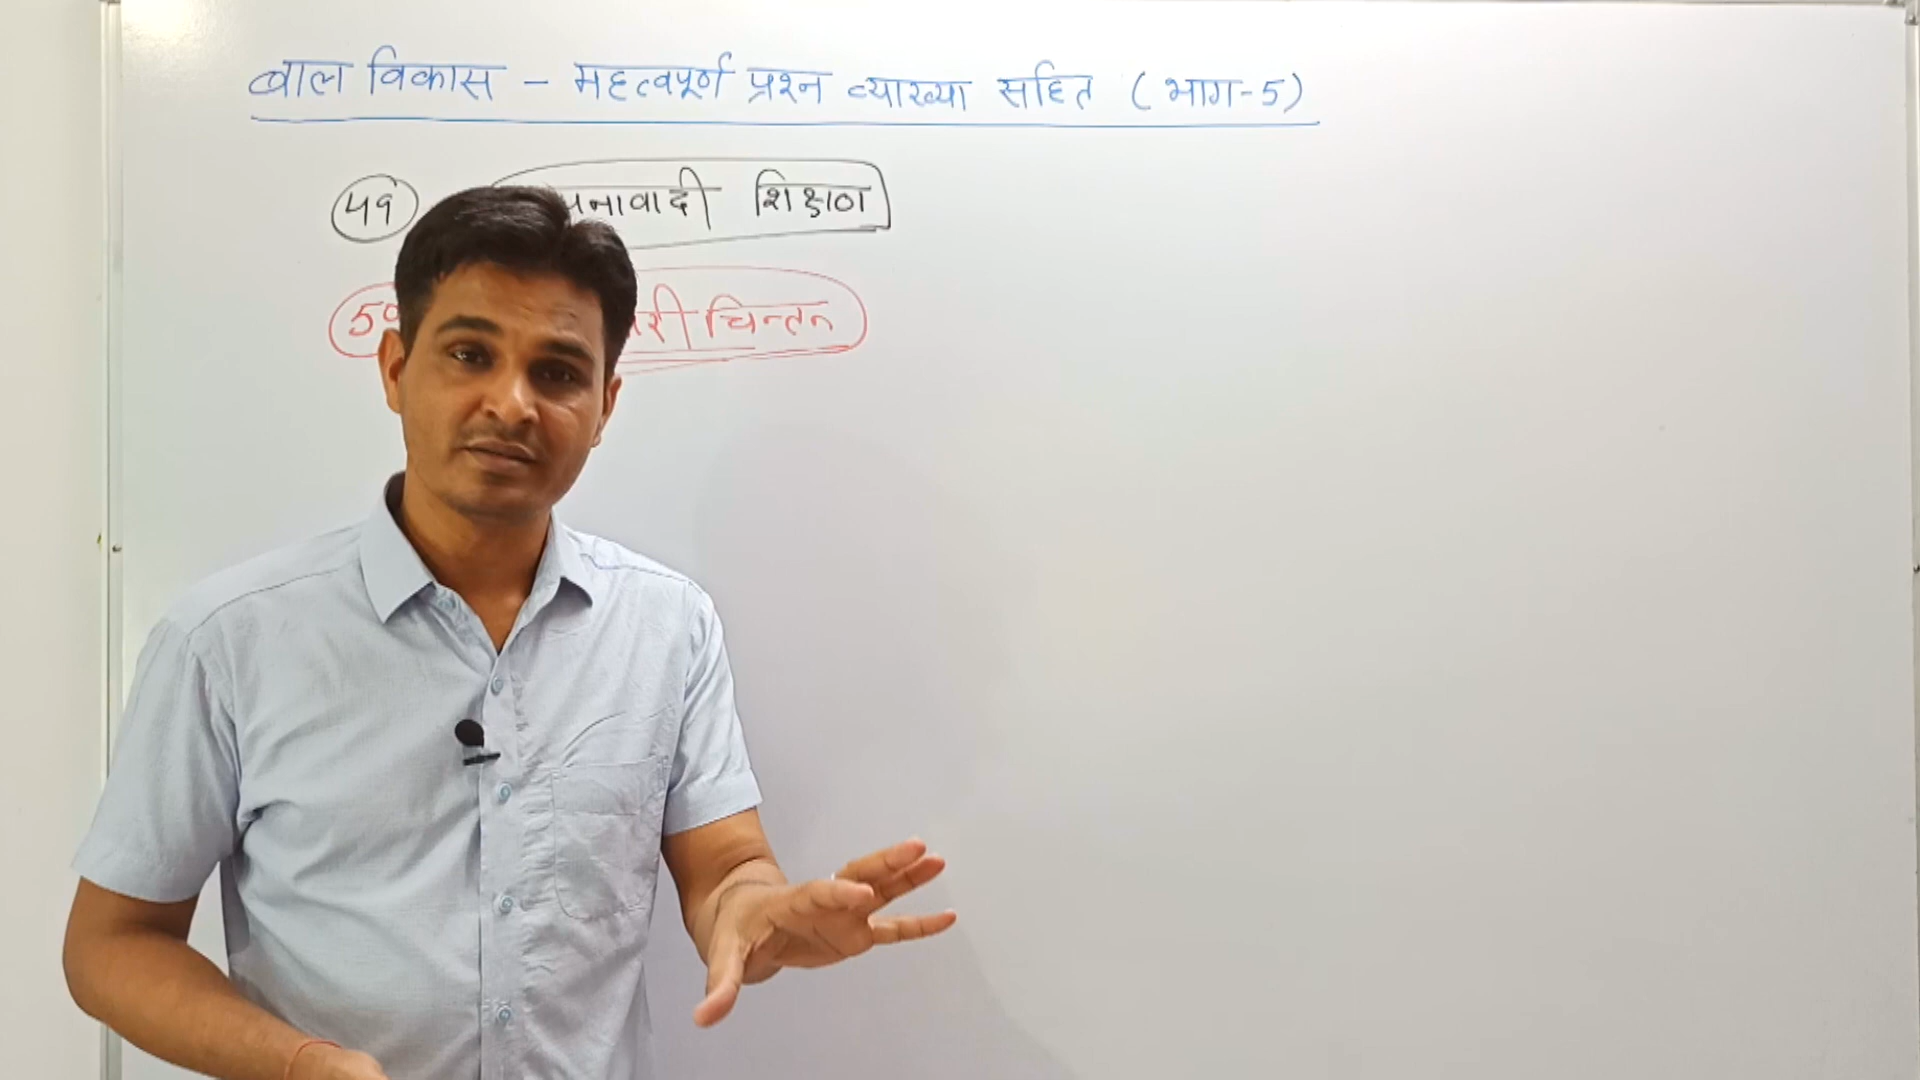 बाल विकास - महत्वपूर्ण प्रश्न व्याख्या सहित (भाग-5)
49 शिक्षण
चिन्तन